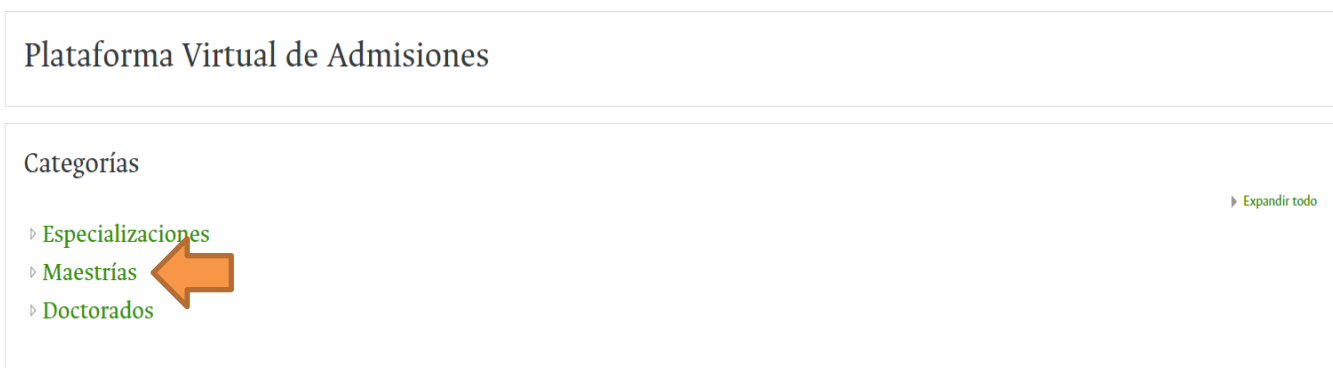 Plataforma Virtual de Admisiones
Categorías
Expandir todo
Especializaciones
Maestrías
Doctorados